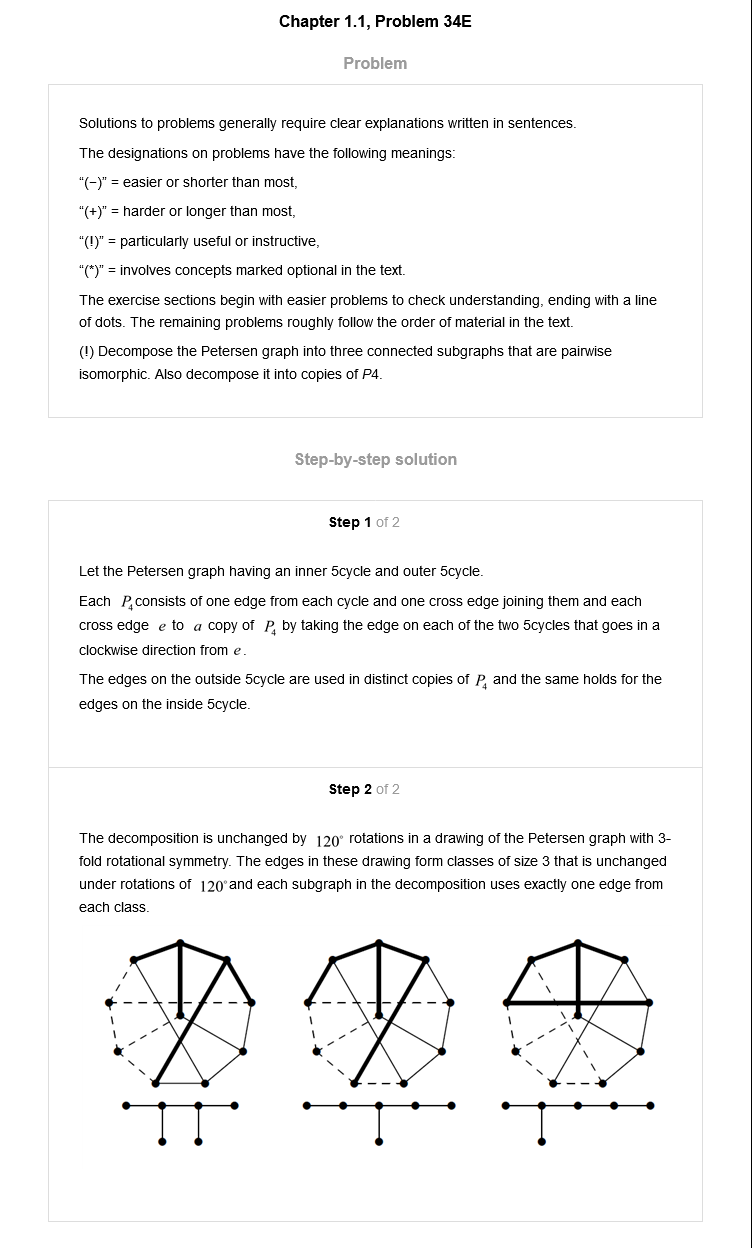 Chapter 1.1, Problem 34E
Problem
Solutions to problems generally require clear explanations written in sentences.
The designations on problems have the following meanings:
“(−)” = easier or shorter than most,
“(+)” = harder or longer than most,
“(!)” = particularly useful or instructive,
“(*)” = involves concepts marked optional in the text.
The exercise sections begin with easier problems to check understanding, ending with a line
of dots. The remaining problems roughly follow the order of material in the text.
(!) Decompose the Petersen graph into three connected subgraphs that are pairwise
isomorphic. Also decompose it into copies of P4.
Step-by-step solution
Step 1 of 2
Let the Petersen graph having an inner 5cycle and outer 5cycle.
Each P₄consists of one edge from each cycle and one cross edge joining them and each
cross edge e to a copy of P₄ by taking the edge on each of the two 5cycles that goes in a
clockwise direction from e.
The edges on the outside 5cycle are used in distinct copies of P₄ and the same holds for the
edges on the inside 5cycle.
Step 2 of 2
The decomposition is unchanged by 120° rotations in a drawing of the Petersen graph with 3-
fold rotational symmetry. The edges in these drawing form classes of size 3 that is unchanged
under rotations of 120°and each subgraph in the decomposition uses exactly one edge from
each class.